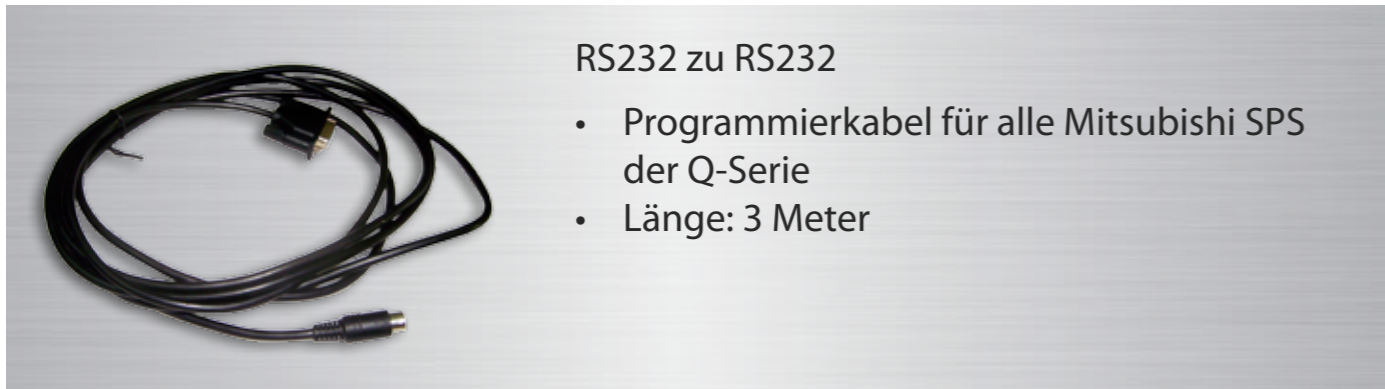 RS232 zu RS232
• Programmierkabel für alle Mitsubishi SPS
der Q-Serie
• Länge: 3 Meter